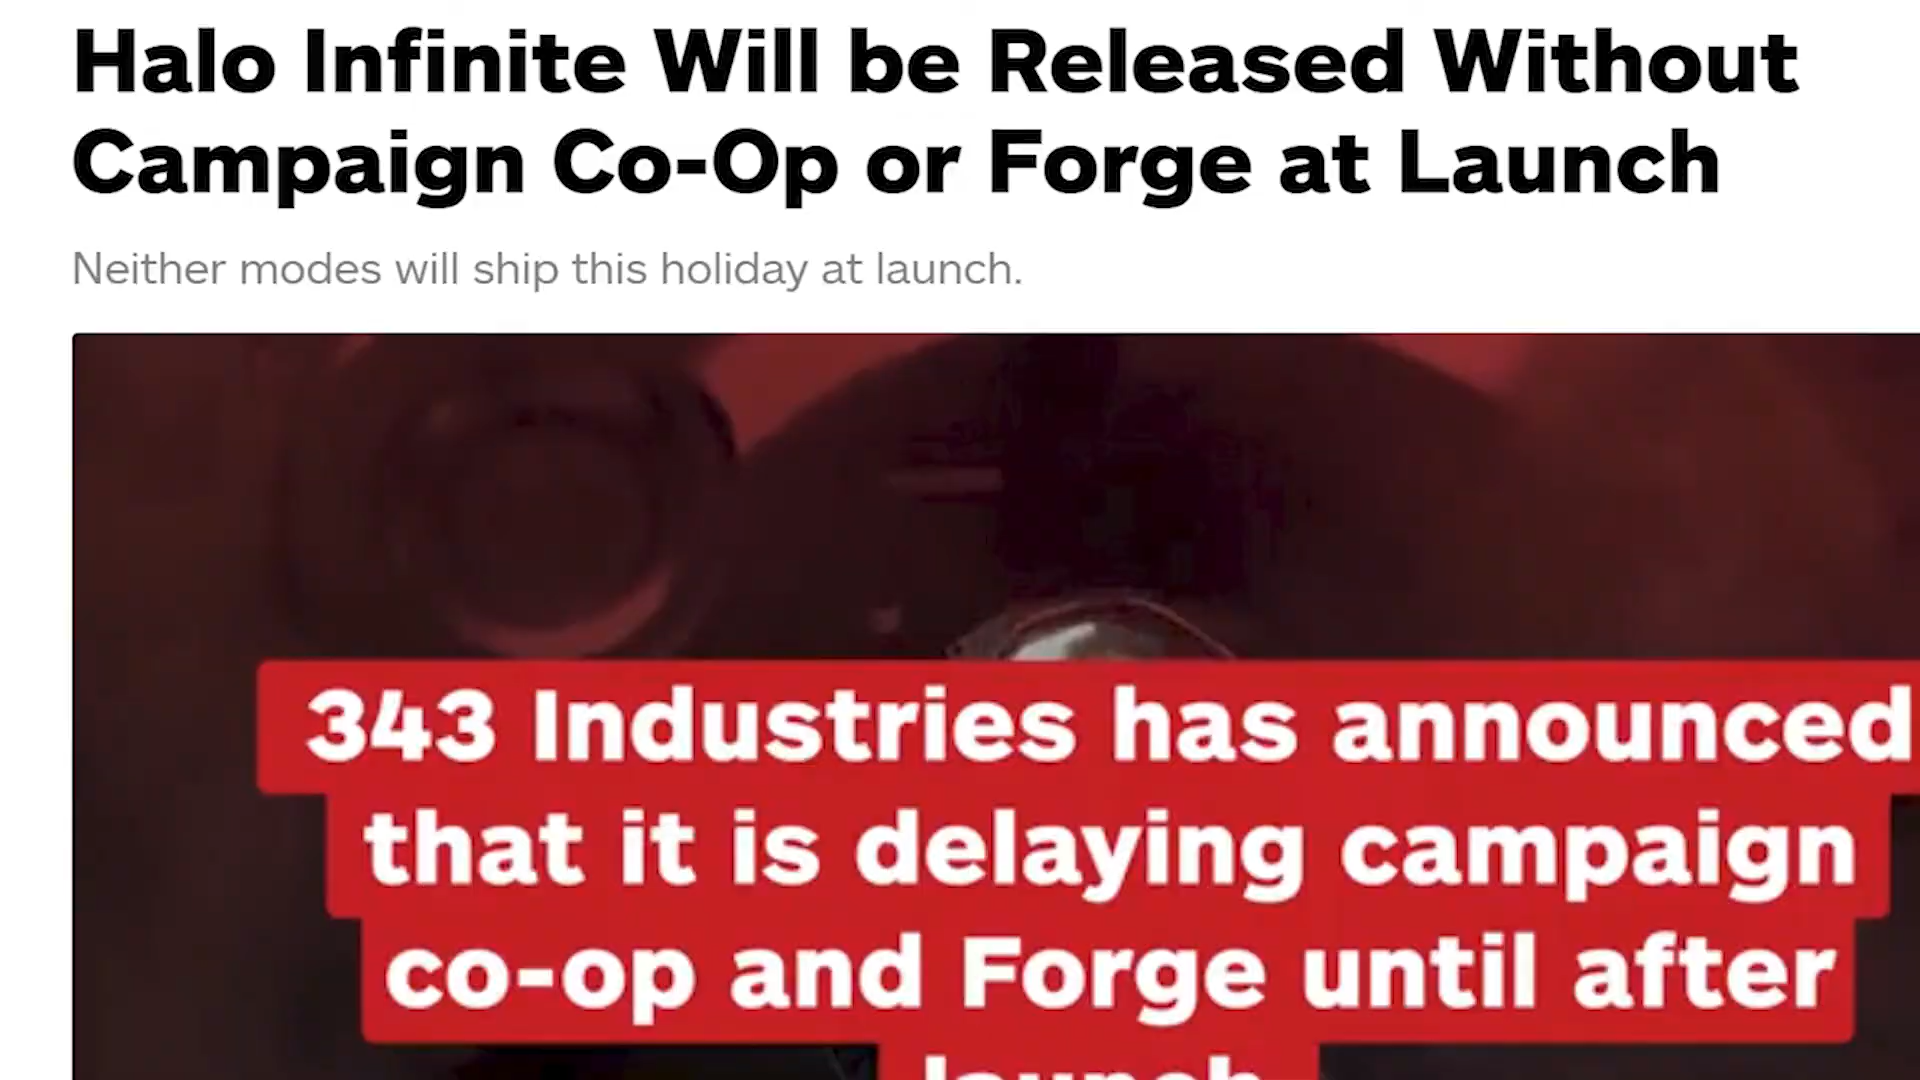 Halo Infinite Will be Released Without
Campaign Co-Op or Forge at Launch
Neither modes will ship this holiday at launch.
343 Industries has announced
that it is delaying campaign
co-op and Forge until after
launch